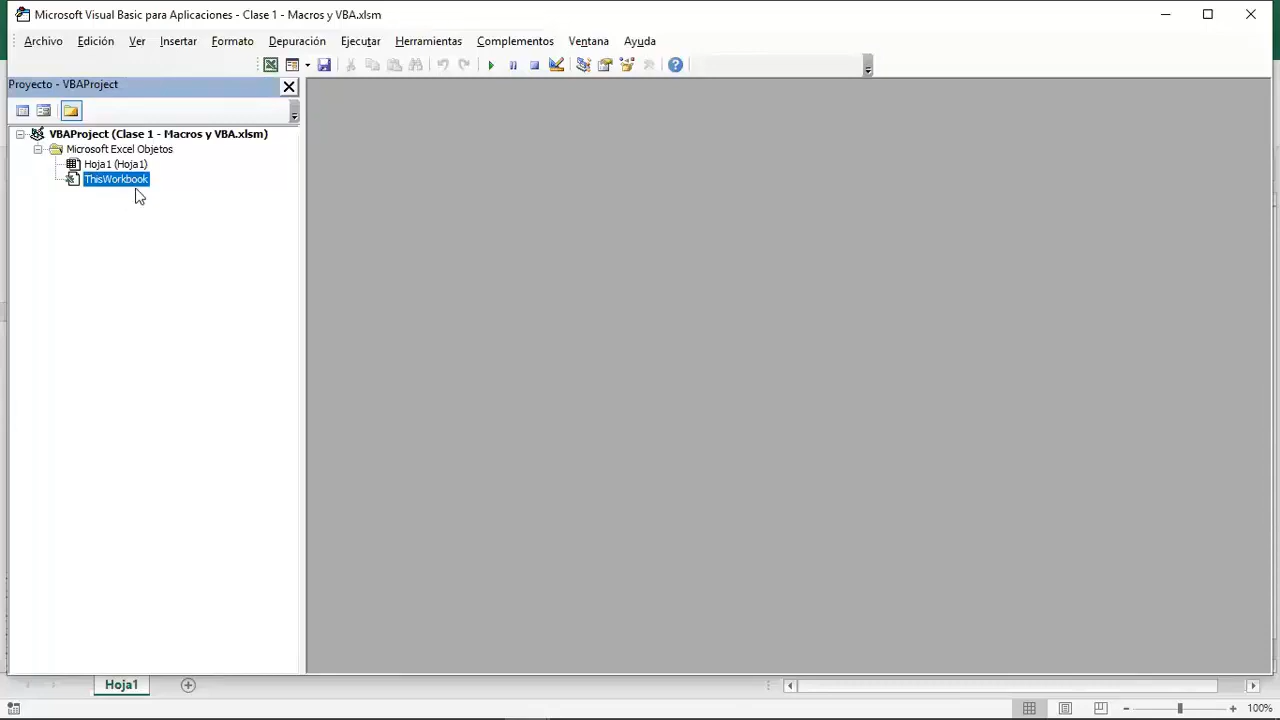 Microsoft Visual Basic para Aplicaciones - Clase 1 - Macros y VBA.xlsm
Archivo Edición Ver Insertar Formato Depuración Ejecutar Herramientas Complementos Ventana Ayuda
Proyecto - VBAProject
VBAProject (Clase 1 - Macros y VBA.xlsm)
Microsoft Excel Objetos
Hoja1 (Hoja1)
ThisWorkbook
Hoja1
100%